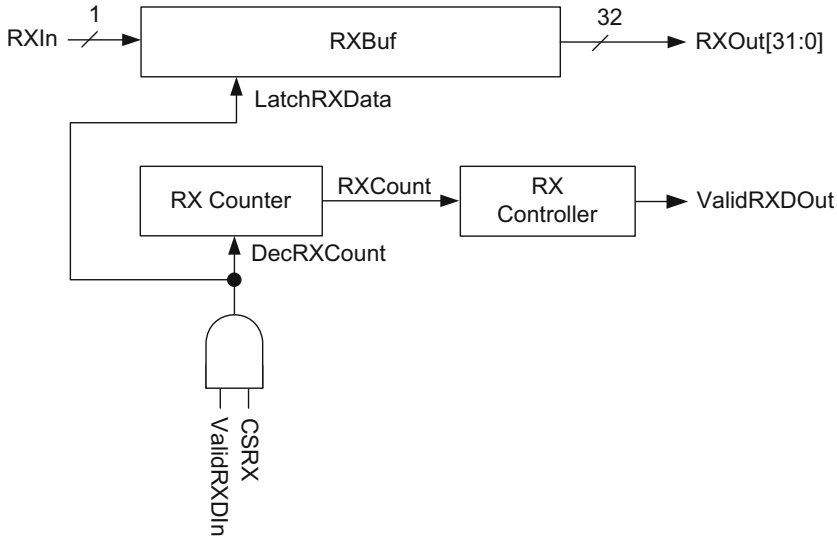 1
32
RXIn
RXBuf
RXOut[31:0]
LatchRXData
RX Counter
RXCount
RX
Controller
ValidRXDOut
DecRXCount
ValidRXDIn
CSRX